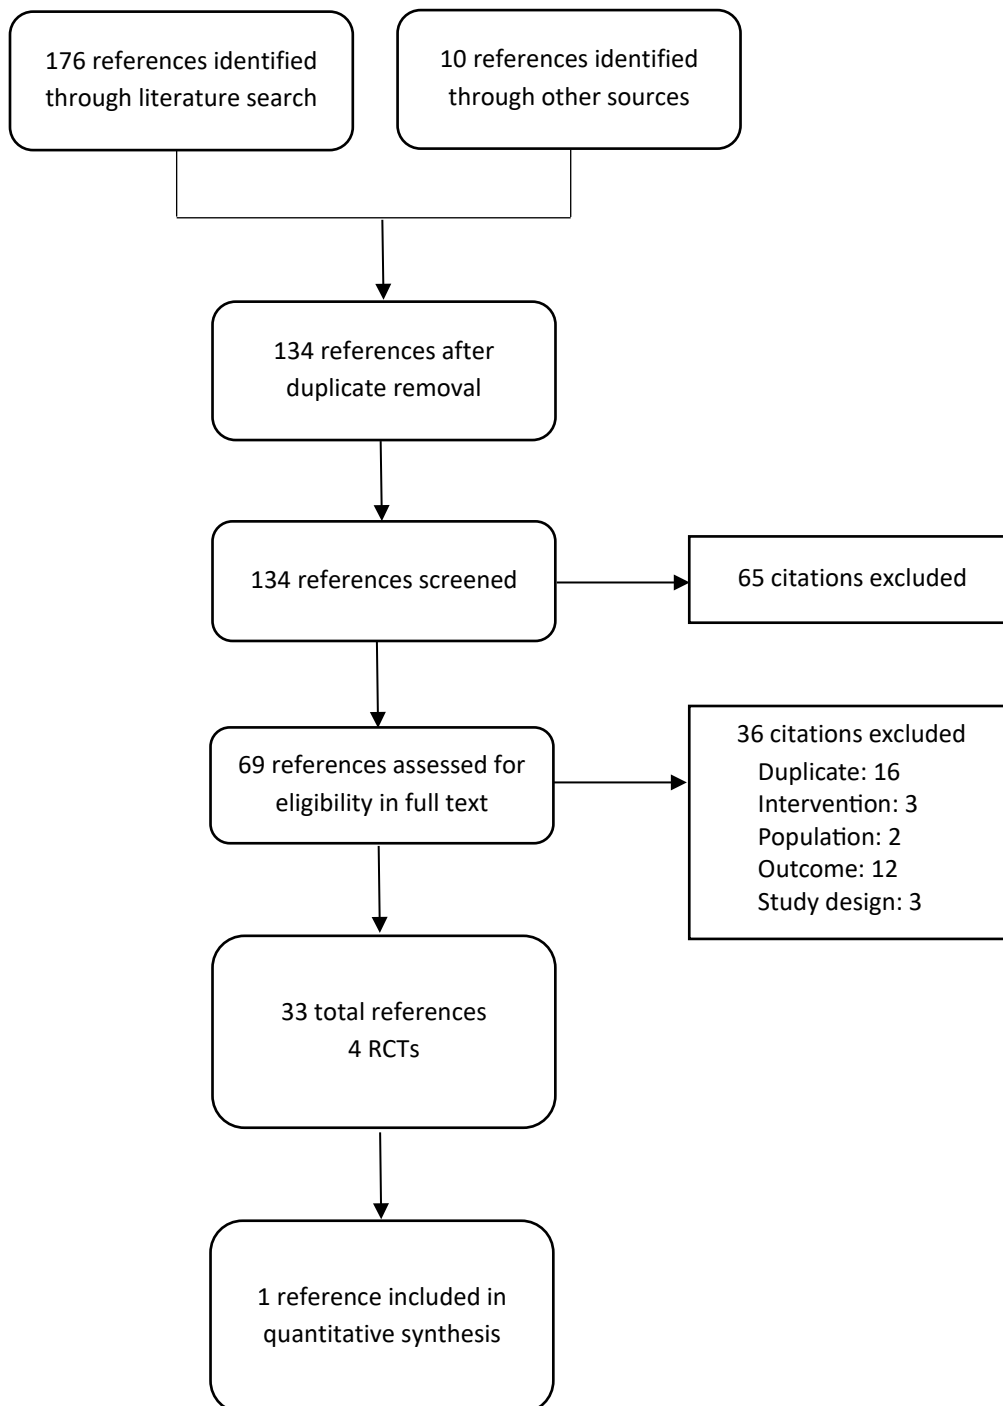 176 references identified
through literature search
10 references identified
through other sources
134 references after
duplicate removal
134 references screened
65 citations excluded
69 references assessed for
eligibility in full text
36 citations excluded
Duplicate: 16
Intervention: 3
Population: 2
Outcome: 12
Study design: 3
33 total references
4 RCTs
1 reference included in
quantitative synthesis